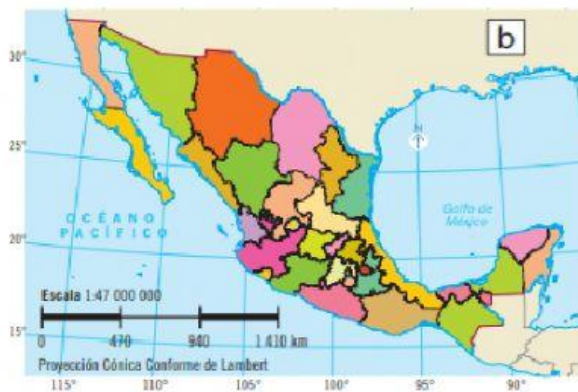 b
30°
25°
20°
15°
N
OCÉANO
PACÍFICO
Golfo de
México
Escala 1:47 000 000
0 470 940 1 410 km
Proyección Cónica Conforme de Lambert
115° 110° 105° 100° 95° 90°